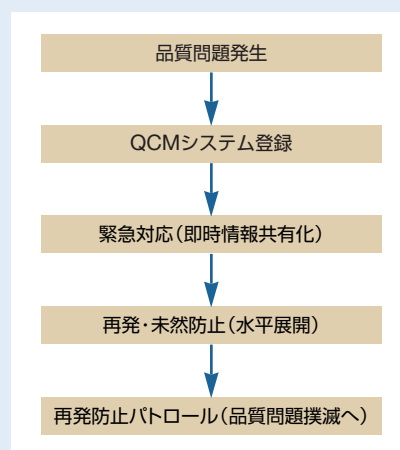 品質問題発生
QCMシステム登録
緊急対応(即時情報共有化)
再発・未然防止(水平展開)
再発防止パトロール(品質問題撲滅へ)